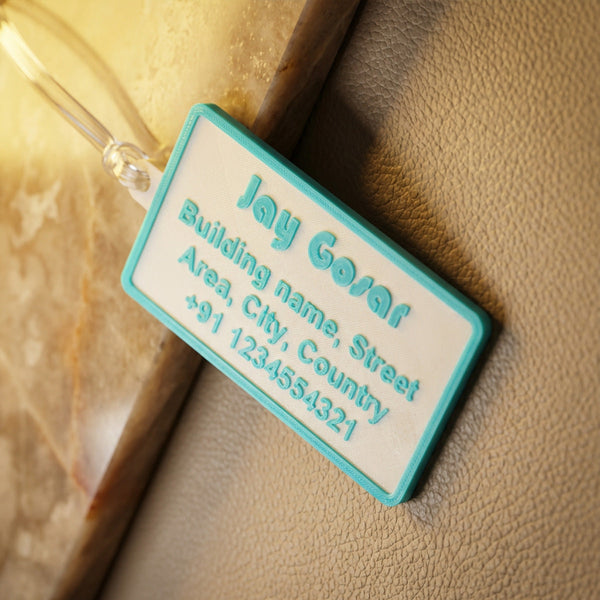 Jay Gosar
Building name, Street
Area, City, Country
+91 1234554321